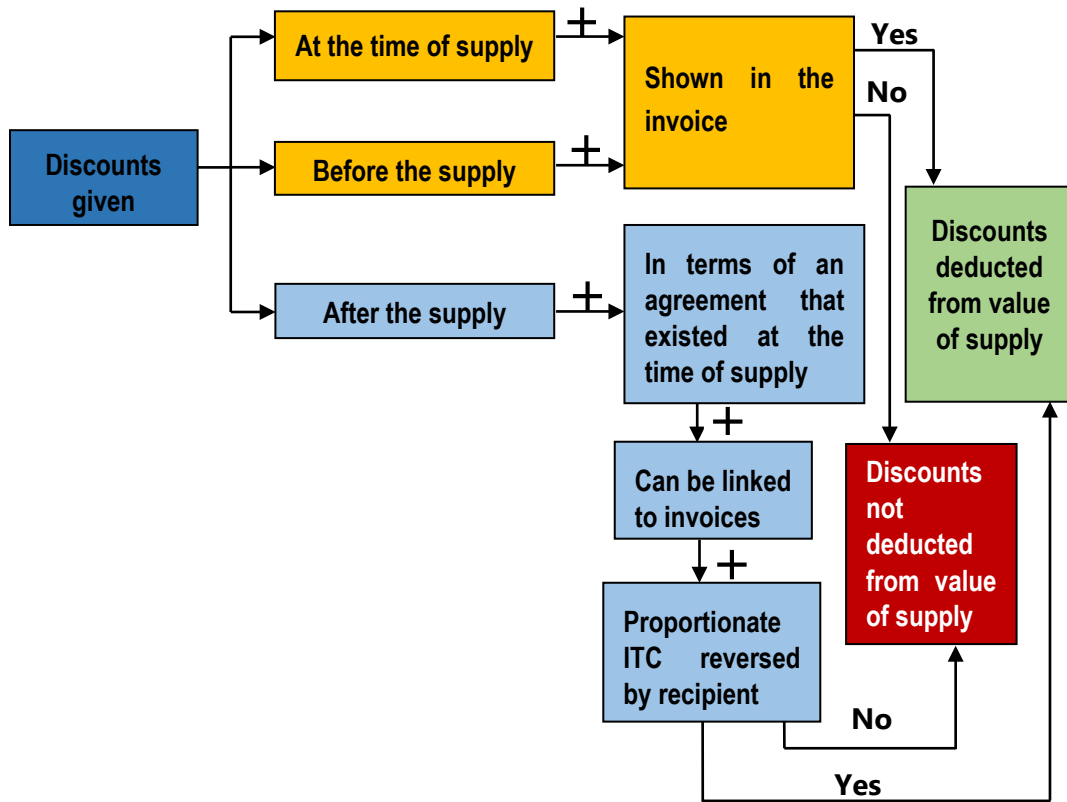 Discounts
given
At the time of supply
+
Before the supply
+
After the supply
+
Shown in the
invoice
Yes
No
In terms of an
agreement that
existed at the
time of supply
+
Can be linked
to invoices
+
Proportionate
ITC reversed
by recipient
No
Yes
Discounts
deducted
from value
of supply
Discounts
not
deducted
from value
of supply